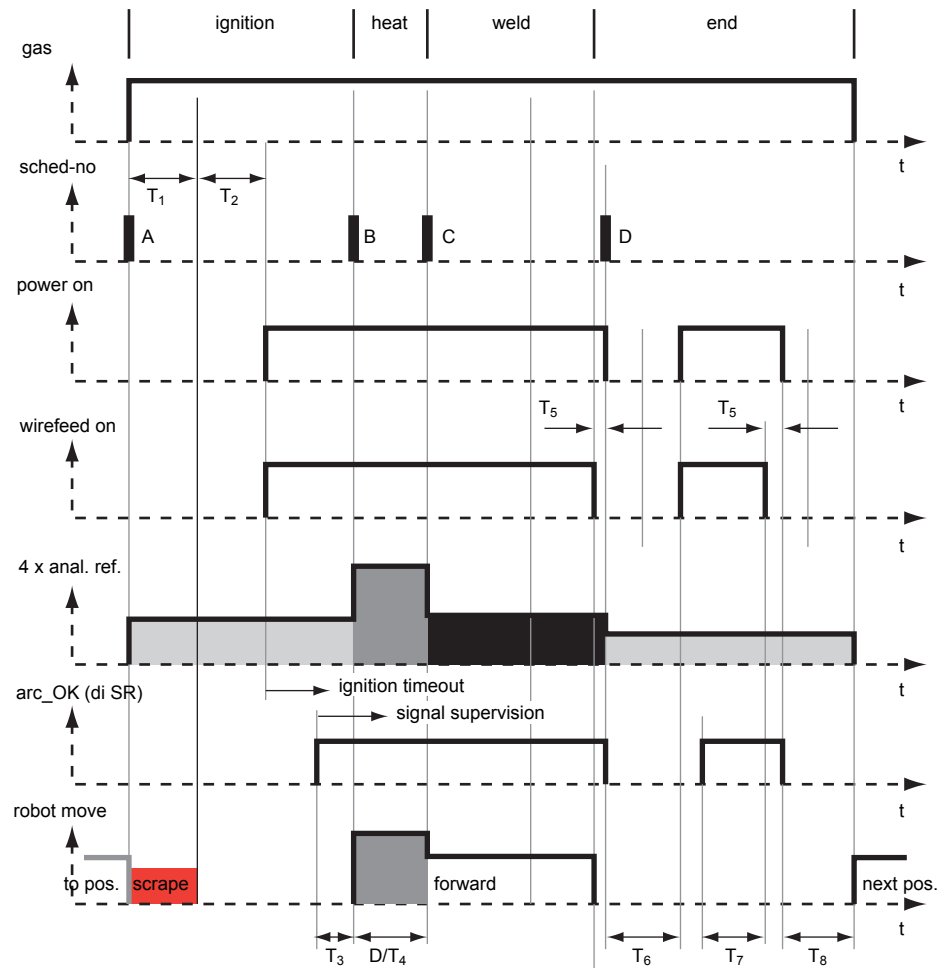 ignition heat weld end
gas
t
sched-no
T1 T2
A B C D
t
power on
t
T5 T5
wirefeed on
t
4 x anal. ref.
t
ignition timeout
arc_OK (di SR)
signal supervision
t
robot move
to pos. scrape forward next pos.
t
T3 D/T4 T6 T7 T8